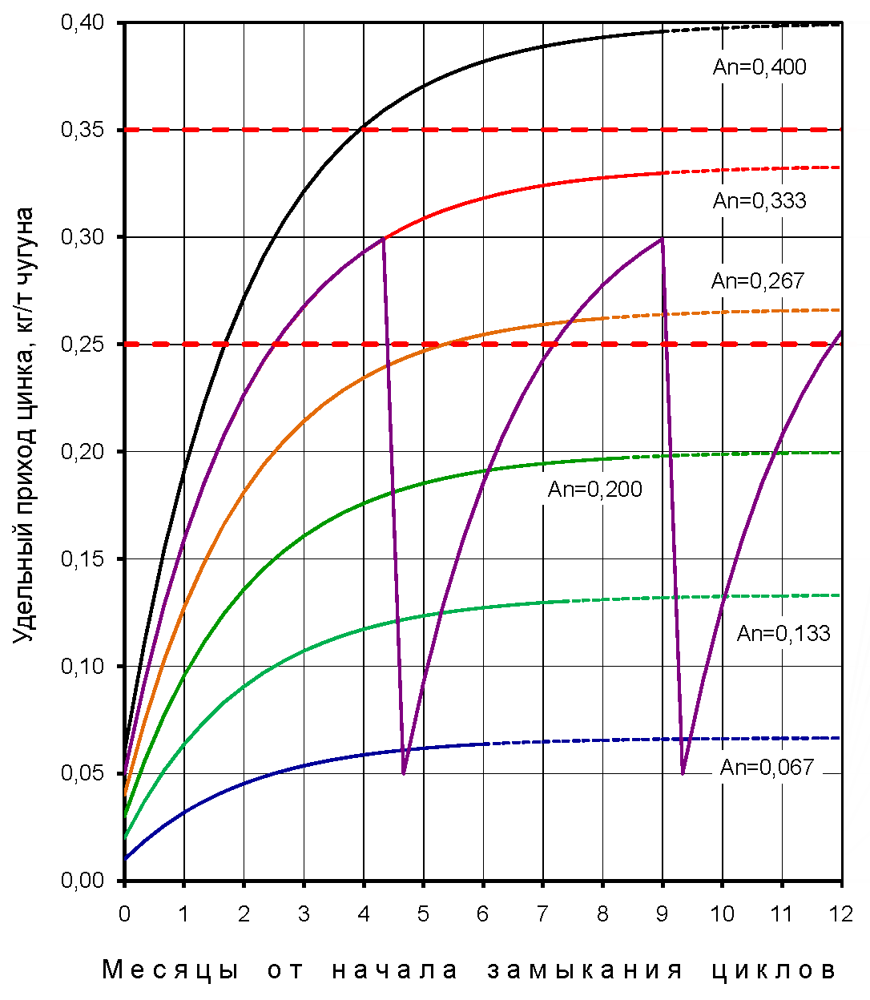 0,40
0,35
0,30
0,25
0,20
0,15
0,10
0,05
0,00
Удельный приход цинка, кг/т чугуна
An=0,400
An=0,333
An=0,267
An=0,200
An=0,133
An=0,067
0 1 2 3 4 5 6 7 8 9 10 11 12
Месяцы от начала замыкания циклов